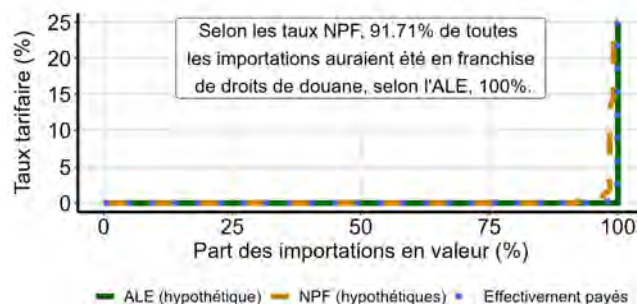 Selon les taux NPF, 91.71% de toutes
les importations auraient été en franchise
de droits de douane, selon l'ALE, 100%.
Taux tarifaire (%)
25
20
15
10
5
0
0 25 50 75 100
Part des importations en valeur (%)
ALE (hypothétique) NPF (hypothétiques) Effectivement payés